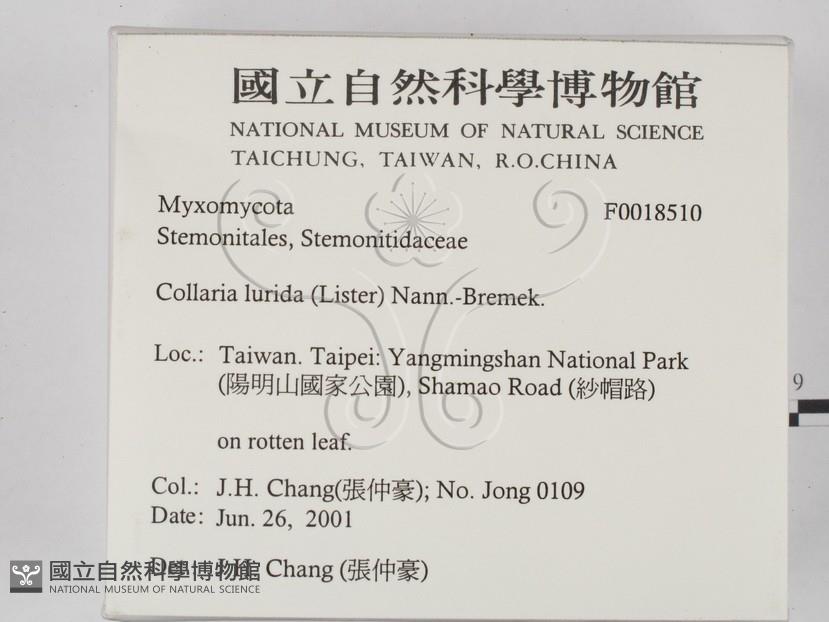 國立自然科學博物館
NATIONAL MUSEUM OF NATURAL SCIENCE
TAICHUNG, TAIWAN, R.O.CHINA
Myxomycota F0018510
Stemonitales, Stemonitidaceae
Collaria lurida (Lister) Nann.-Bremek.
Loc.: Taiwan. Taipei: Yangmingshan National Park
(陽明山國家公園), Shamao Road (紗帽路)
on rotten leaf.
Col.: J.H. Chang(張仲豪); No. Jong 0109
Date: Jun. 26, 2001
Chang (張仲豪)
國立自然科學博物館
NATIONAL MUSEUM OF NATURAL SCIENCE
9